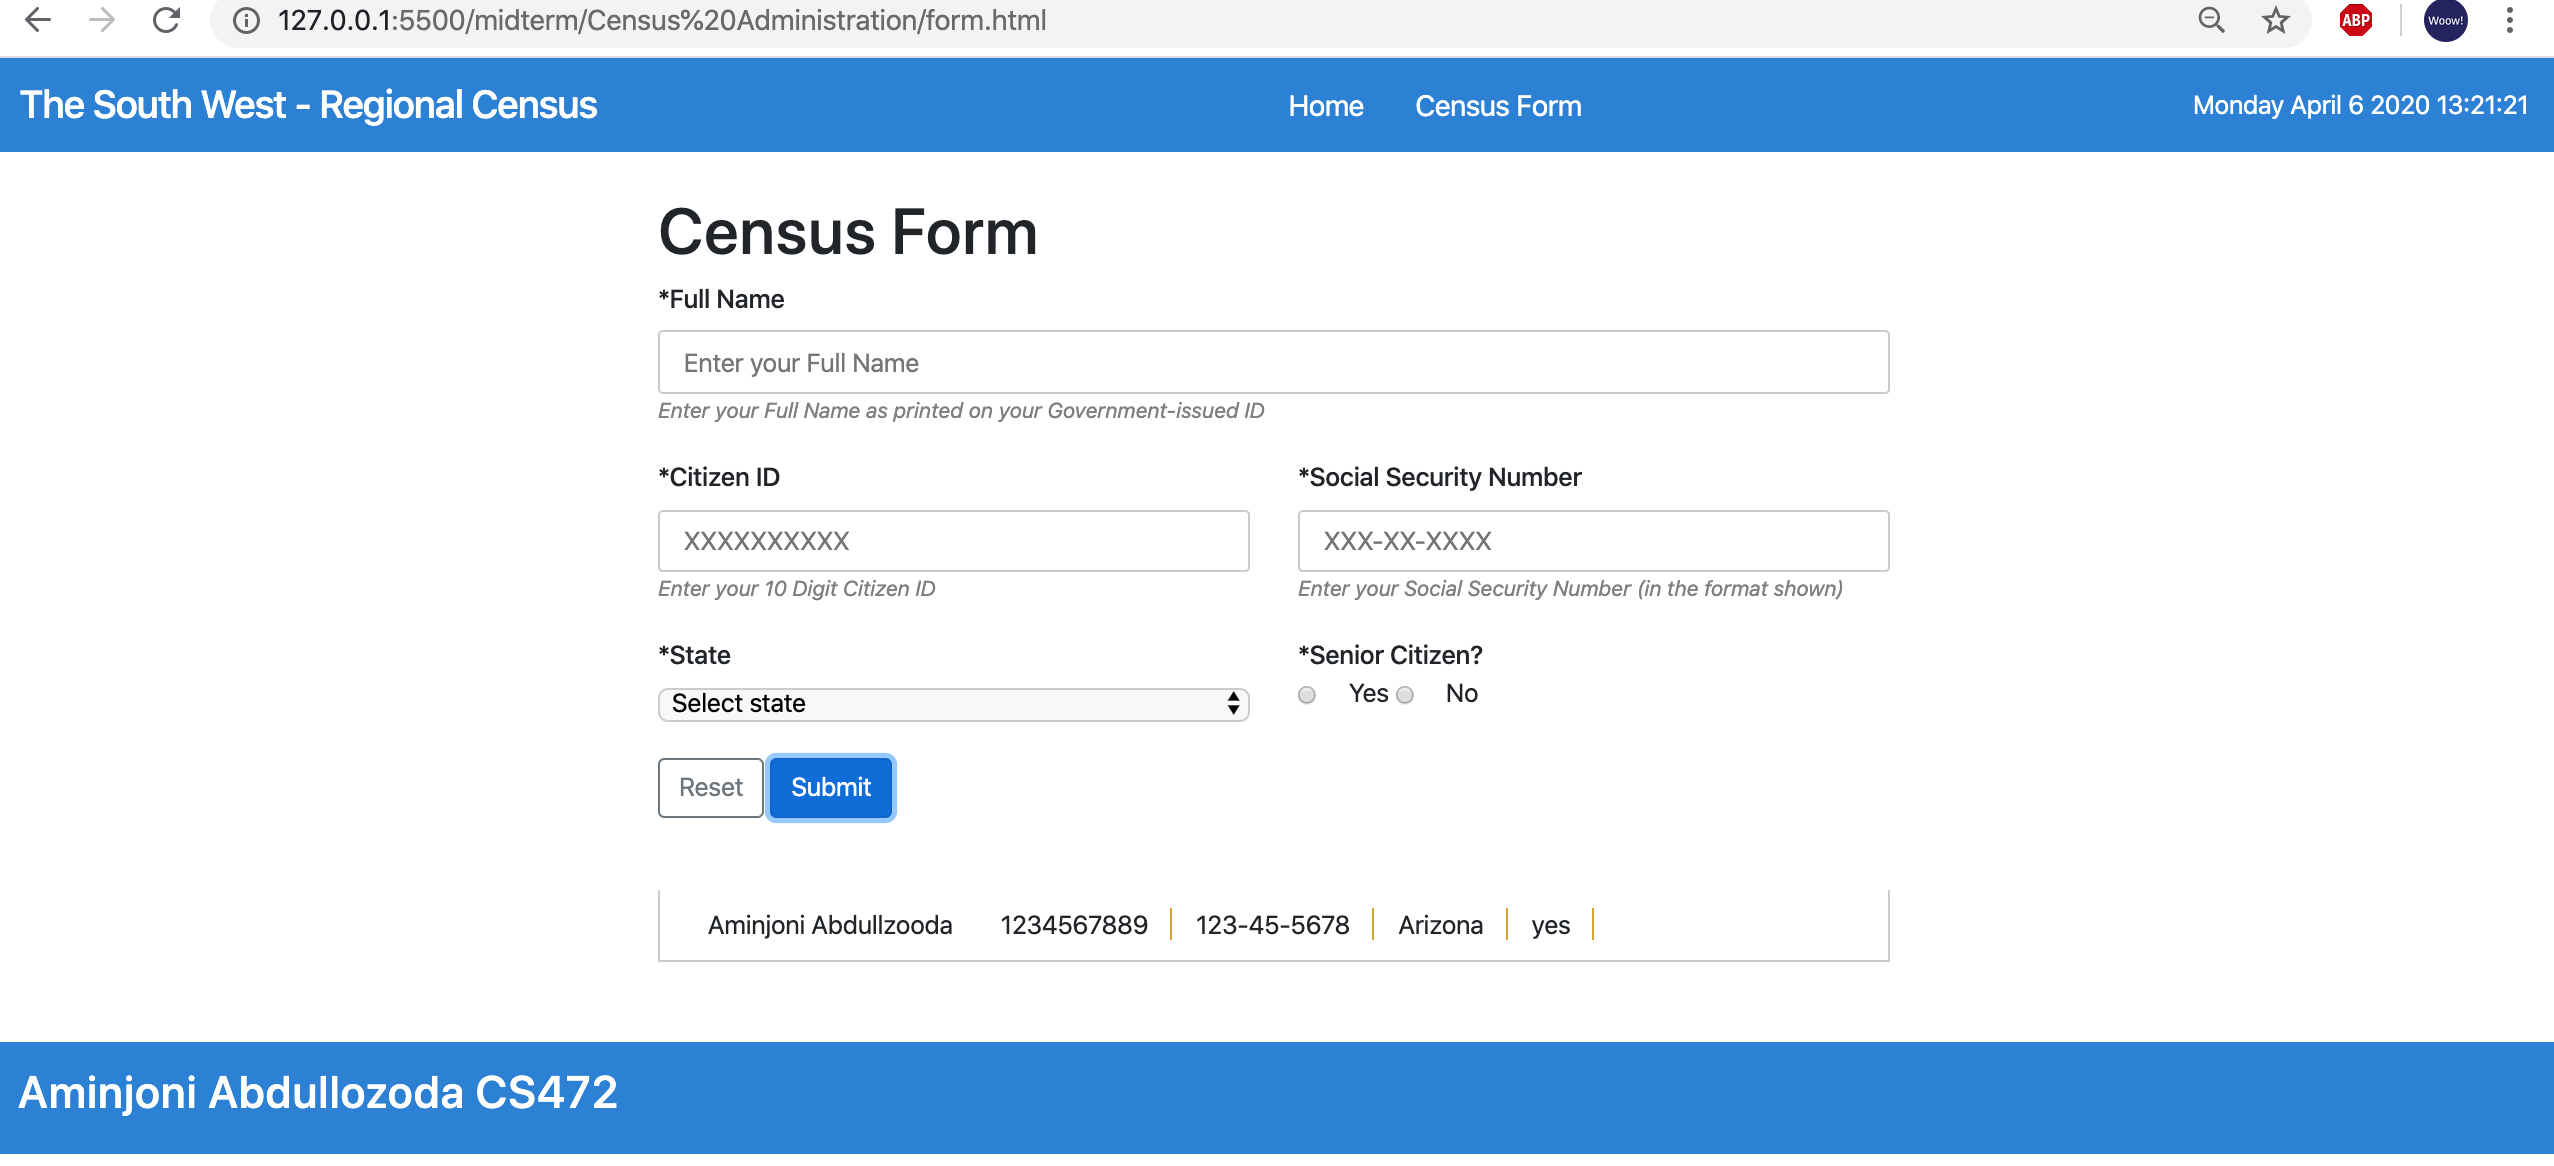 127.0.0.1:5500/midterm/Census%20Administration/form.html
ABP
Woow!
The South West - Regional Census
Home
Census Form
Monday April 6 2020 13:21:21
Census Form
*Full Name
Enter your Full Name
Enter your Full Name as printed on your Government-issued ID
*Citizen ID
*Social Security Number
XXXXXXXXXX
XXX-XX-XXXX
Enter your 10 Digit Citizen ID
Enter your Social Security Number (in the format shown)
*State
*Senior Citizen?
Select state
Yes No
Reset
Submit
Aminjoni Abdullzooda 1234567889 123-45-5678 Arizona yes
Aminjoni Abdullozoda CS472